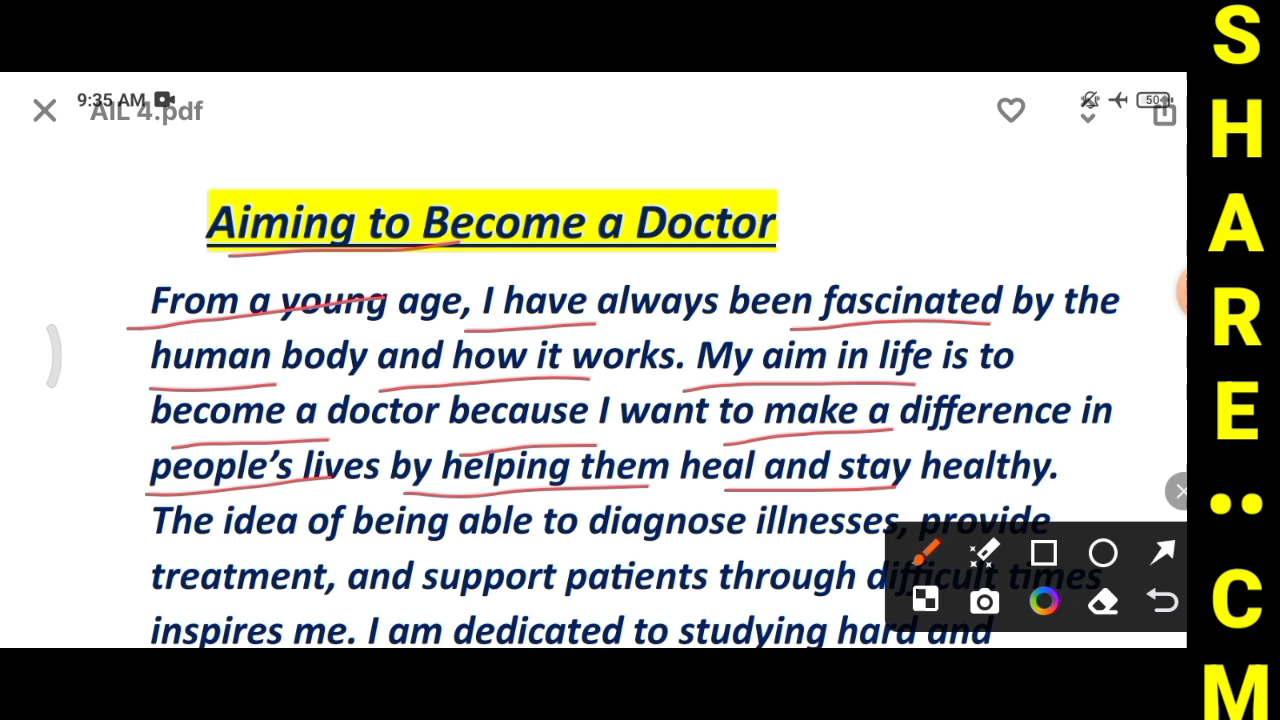 9:35 AM
AIL 4.pdf
50
Aiming to Become a Doctor
From a young age, I have always been fascinated by the
human body and how it works. My aim in life is to
become a doctor because I want to make a difference in
people's lives by helping them heal and stay healthy.
The idea of being able to diagnose illnesses, provide
treatment, and support patients through difficult times
inspires me. I am dedicated to studying hard and
SHARE••CM